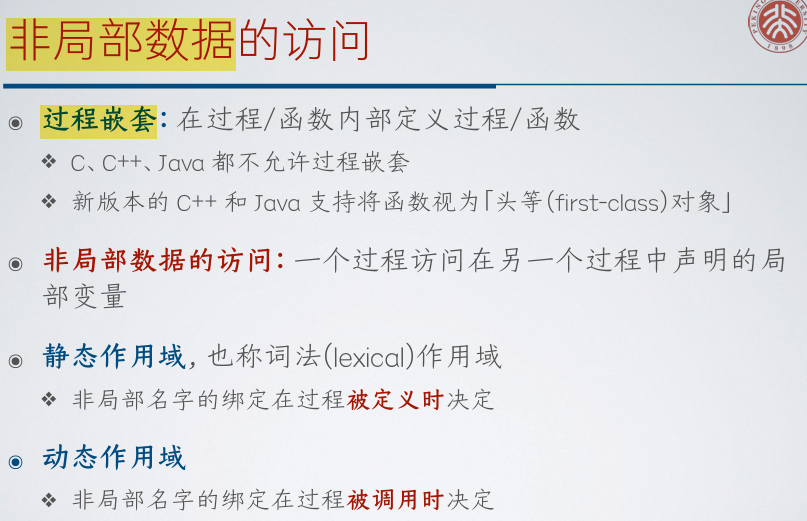 非局部数据的访问
PEKING UNIVERSITY
1898
过程嵌套：在过程/函数内部定义过程/函数
C、C++、Java 都不允许过程嵌套
新版本的 C++ 和 Java 支持将函数视为「头等(first-class)对象」
非局部数据的访问：一个过程访问在另一个过程中声明的局
部变量
静态作用域, 也称词法(lexical)作用域
非局部名字的绑定在过程被定义时决定
动态作用域
非局部名字的绑定在过程被调用时决定